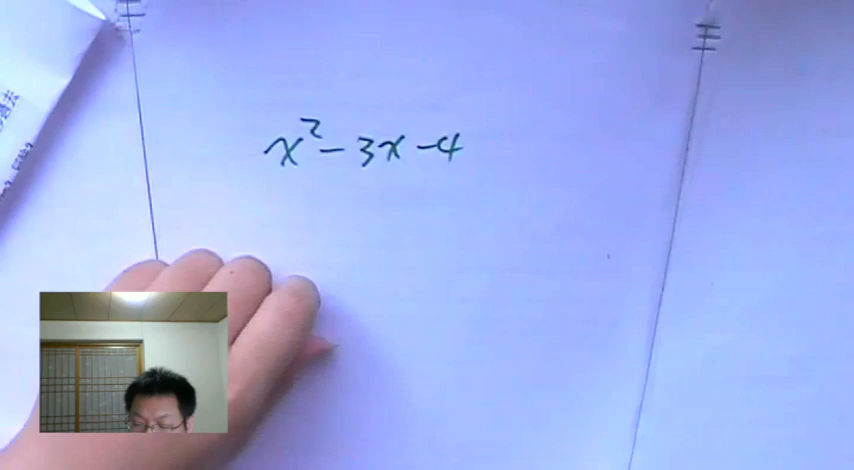 x² - 3x - 4